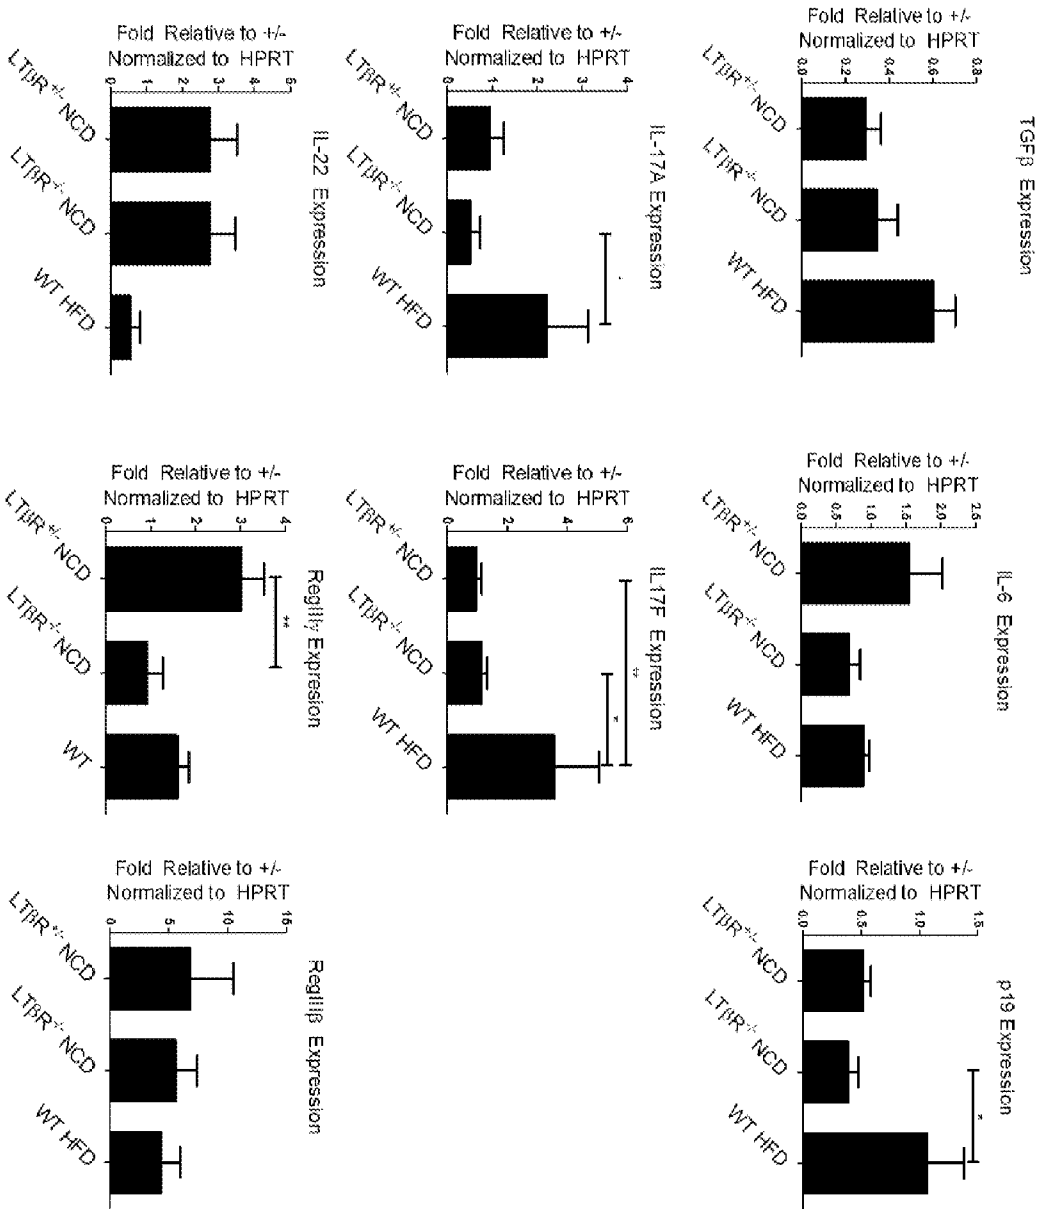 TGFβ Expression
Fold Relative to +/-
Normalized to HPRT
0.8
0.6
0.4
0.2
0.0
LTβR+/- NCD
LTβR-/- NCD
WT HFD
IL-6 Expression
Fold Relative to +/-
Normalized to HPRT
2.5
2.0
1.5
1.0
0.5
0.0
LTβR+/- NCD
LTβR-/- NCD
WT HFD
p19 Expression
Fold Relative to +/-
Normalized to HPRT
1.5
1.0
0.5
0.0
*
LTβR+/- NCD
LTβR-/- NCD
WT HFD
IL-17A Expression
Fold Relative to +/-
Normalized to HPRT
4
3
2
1
0
LTβR+/- NCD
LTβR-/- NCD
WT HFD
IL17F Expression
Fold Relative to +/-
Normalized to HPRT
6
4
2
0
*
LTβR+/- NCD
LTβR-/- NCD
WT HFD
IL-22 Expression
Fold Relative to +/-
Normalized to HPRT
5
4
3
2
1
0
LTβR+/- NCD
LTβR-/- NCD
WT HFD
RegIIIγ Expresion
Fold Relative to +/-
Normalized to HPRT
4
3
2
1
0
**
LTβR+/- NCD
LTβR-/- NCD
WT
RegIIIβ Expression
Fold Relative to +/-
Normalized to HPRT
15
10
5
0
LTβR+/- NCD
LTβR-/- NCD
WT HFD